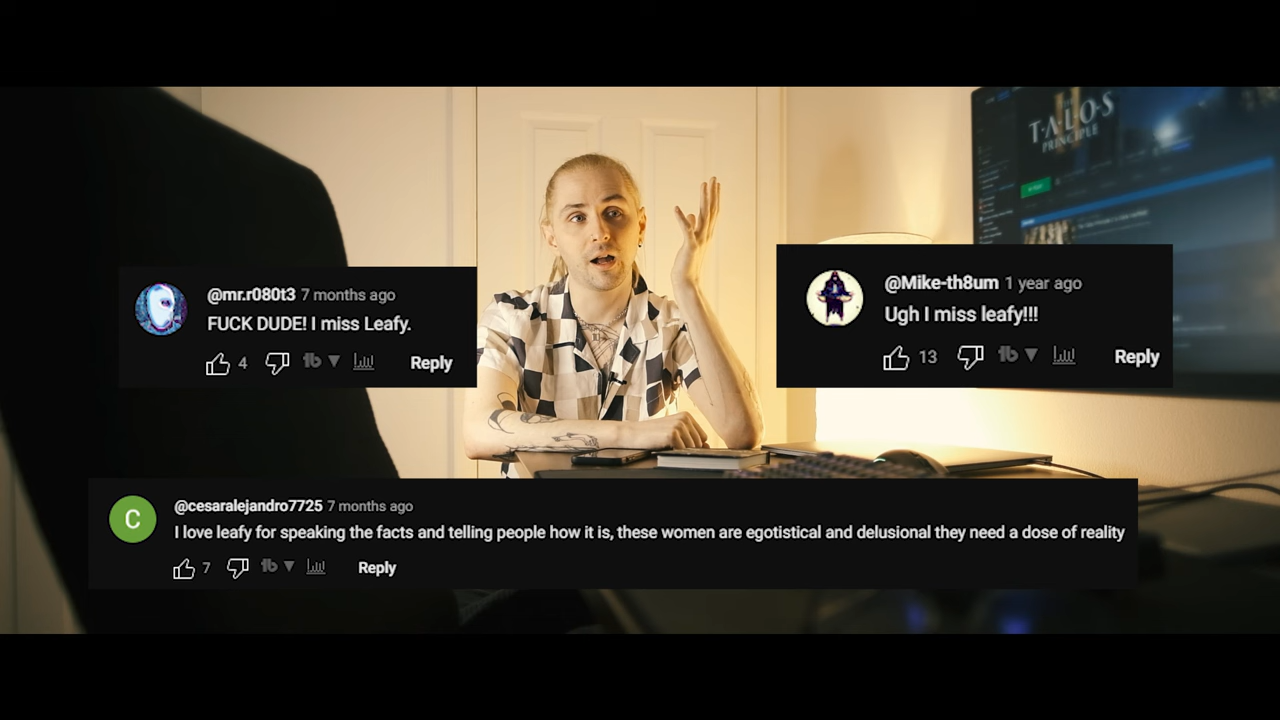 TALOS
PRINCIPLE
@mr.r080t3 7 months ago
FUCK DUDE! I miss Leafy.
4
Reply
@Mike-th8um 1 year ago
Ugh I miss leafy!!!
13
Reply
C
@cesaralejandro7725 7 months ago
I love leafy for speaking the facts and telling people how it is, these women are egotistical and delusional they need a dose of reality
7
Reply